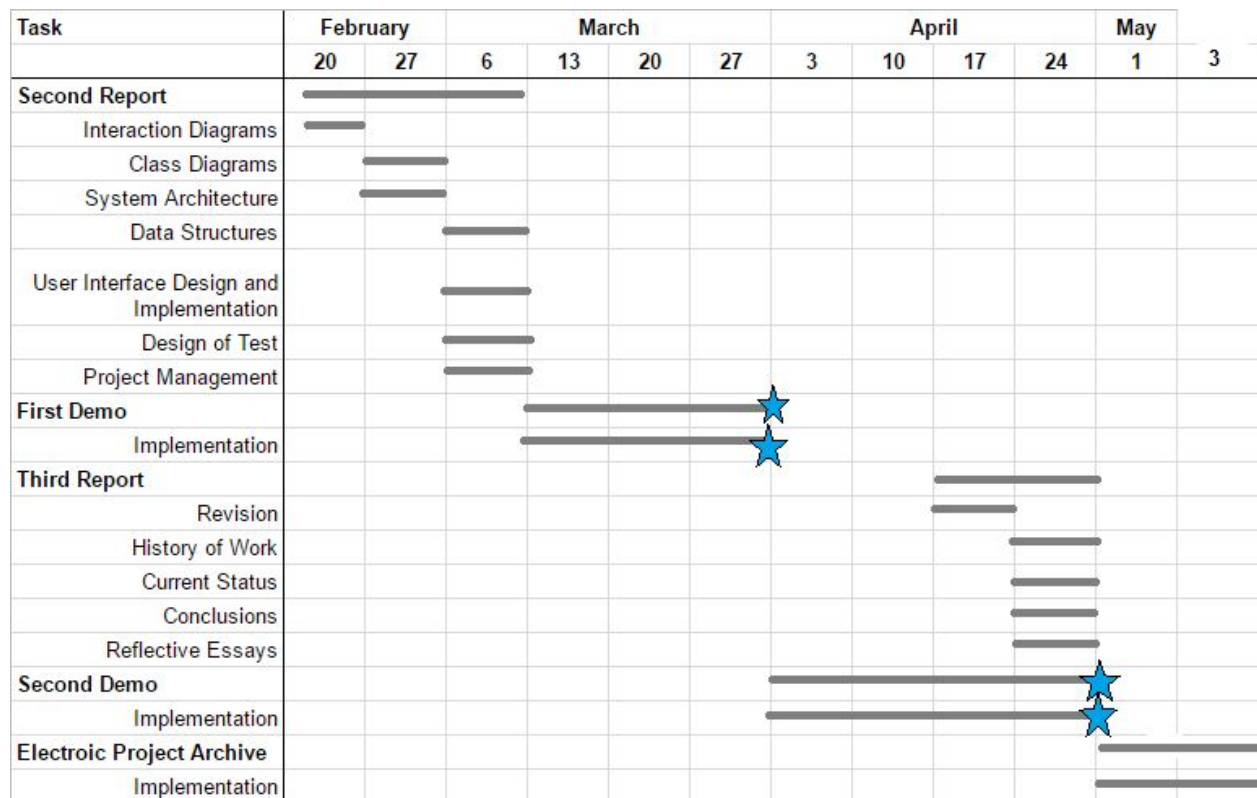 Task February March April May
20 27 6 13 20 27 3 10 17 24 1 3
Second Report
Interaction Diagrams
Class Diagrams
System Architecture
Data Structures
User Interface Design and
Implementation
Design of Test
Project Management
First Demo
Implementation
Third Report
Revision
History of Work
Current Status
Conclusions
Reflective Essays
Second Demo
Implementation
Electroic Project Archive
Implementation